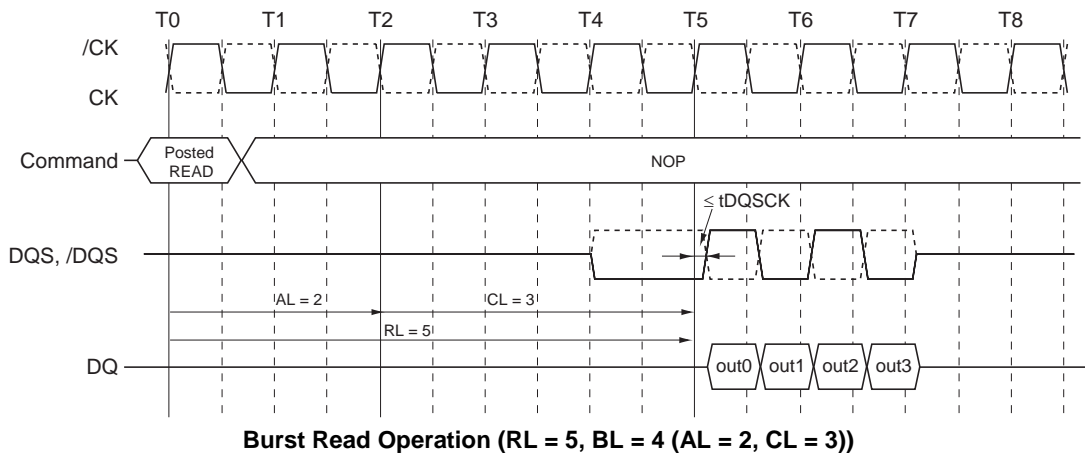 T0 T1 T2 T3 T4 T5 T6 T7 T8
/CK
CK
Command
Posted
READ
NOP
≤ tDQSCK
DQS, /DQS
AL = 2
CL = 3
RL = 5
DQ
out0 out1 out2 out3
Burst Read Operation (RL = 5, BL = 4 (AL = 2, CL = 3))